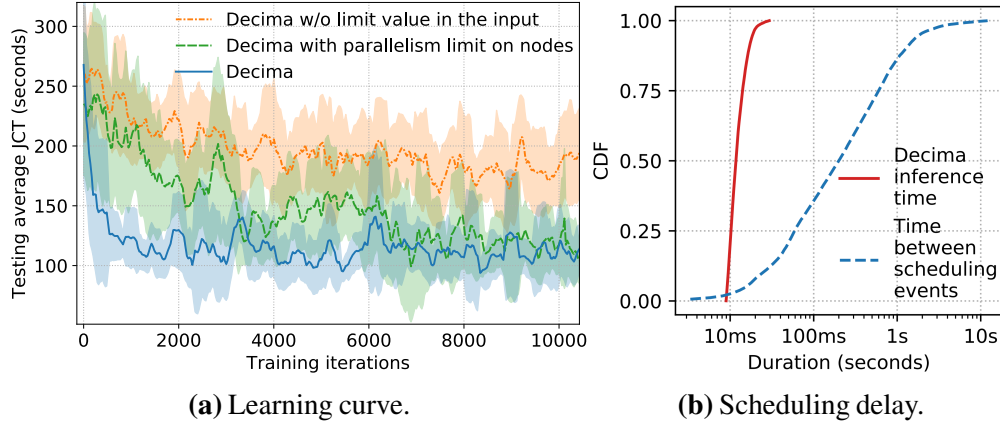 Testing average JCT (seconds)
300
250
200
150
100
Decima w/o limit value in the input
Decima with parallelism limit on nodes
Decima
0 2000 4000 6000 8000 10000
Training iterations
(a) Learning curve.
CDF
1.00
0.75
0.50
0.25
0.00
Decima
inference
time
Time
between
scheduling
events
10ms 100ms 1s 10s
Duration (seconds)
(b) Scheduling delay.